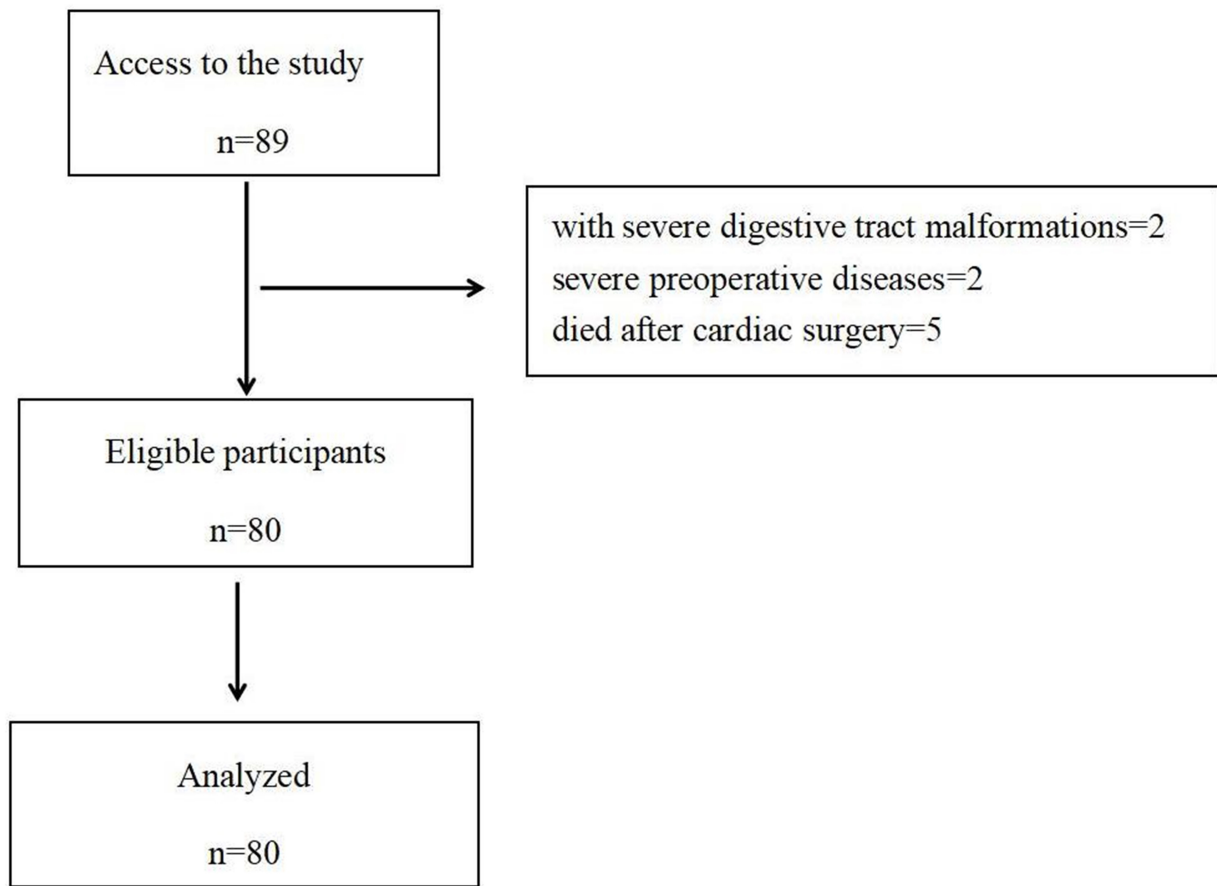 Access to the study
n=89
with severe digestive tract malformations=2
severe preoperative diseases=2
died after cardiac surgery=5
Eligible participants
n=80
Analyzed
n=80